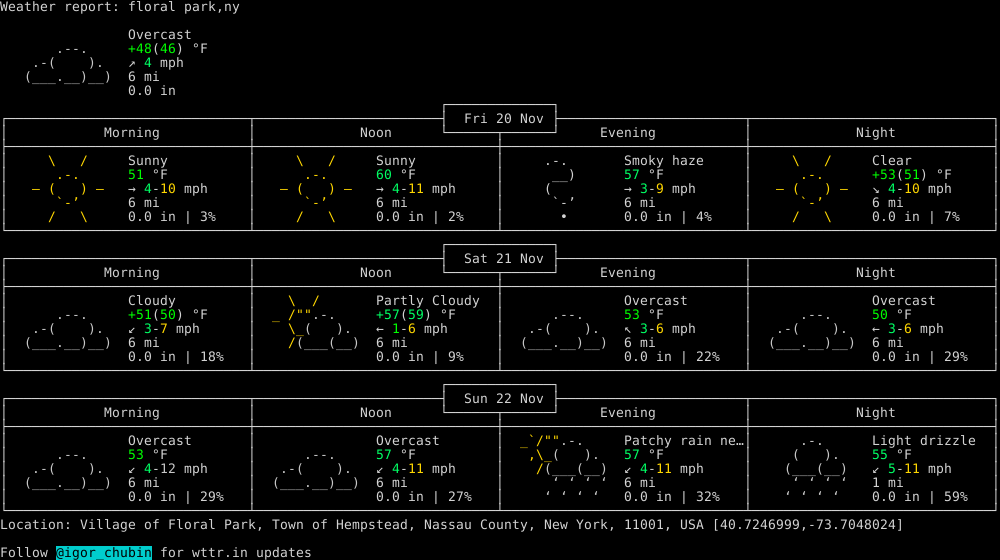 Weather report: floral park,ny
Overcast
+48(46) °F
↗ 4 mph
6 mi
0.0 in
Fri 20 Nov
Morning Noon Evening Night
Sunny Sunny Smoky haze Clear
51 °F 60 °F 57 °F +53(51) °F
→ 4-10 mph → 4-11 mph → 3-9 mph ↘ 4-10 mph
6 mi 6 mi 6 mi 6 mi
0.0 in | 3% 0.0 in | 2% 0.0 in | 4% 0.0 in | 7%
Sat 21 Nov
Morning Noon Evening Night
Cloudy Partly Cloudy Overcast Overcast
+51(50) °F +57(59) °F 53 °F 50 °F
↙ 3-7 mph ← 1-6 mph ↖ 3-6 mph ← 3-6 mph
6 mi 6 mi 6 mi 6 mi
0.0 in | 18% 0.0 in | 9% 0.0 in | 22% 0.0 in | 29%
Sun 22 Nov
Morning Noon Evening Night
Overcast Overcast Patchy rain ne… Light drizzle
53 °F 57 °F 57 °F 55 °F
↙ 4-12 mph ↙ 4-11 mph ↙ 4-11 mph ↙ 5-11 mph
6 mi 6 mi 6 mi 1 mi
0.0 in | 29% 0.0 in | 27% 0.0 in | 32% 0.0 in | 59%
Location: Village of Floral Park, Town of Hempstead, Nassau County, New York, 11001, USA [40.7246999,-73.7048024]
Follow @igor_chubin for wttr.in updates